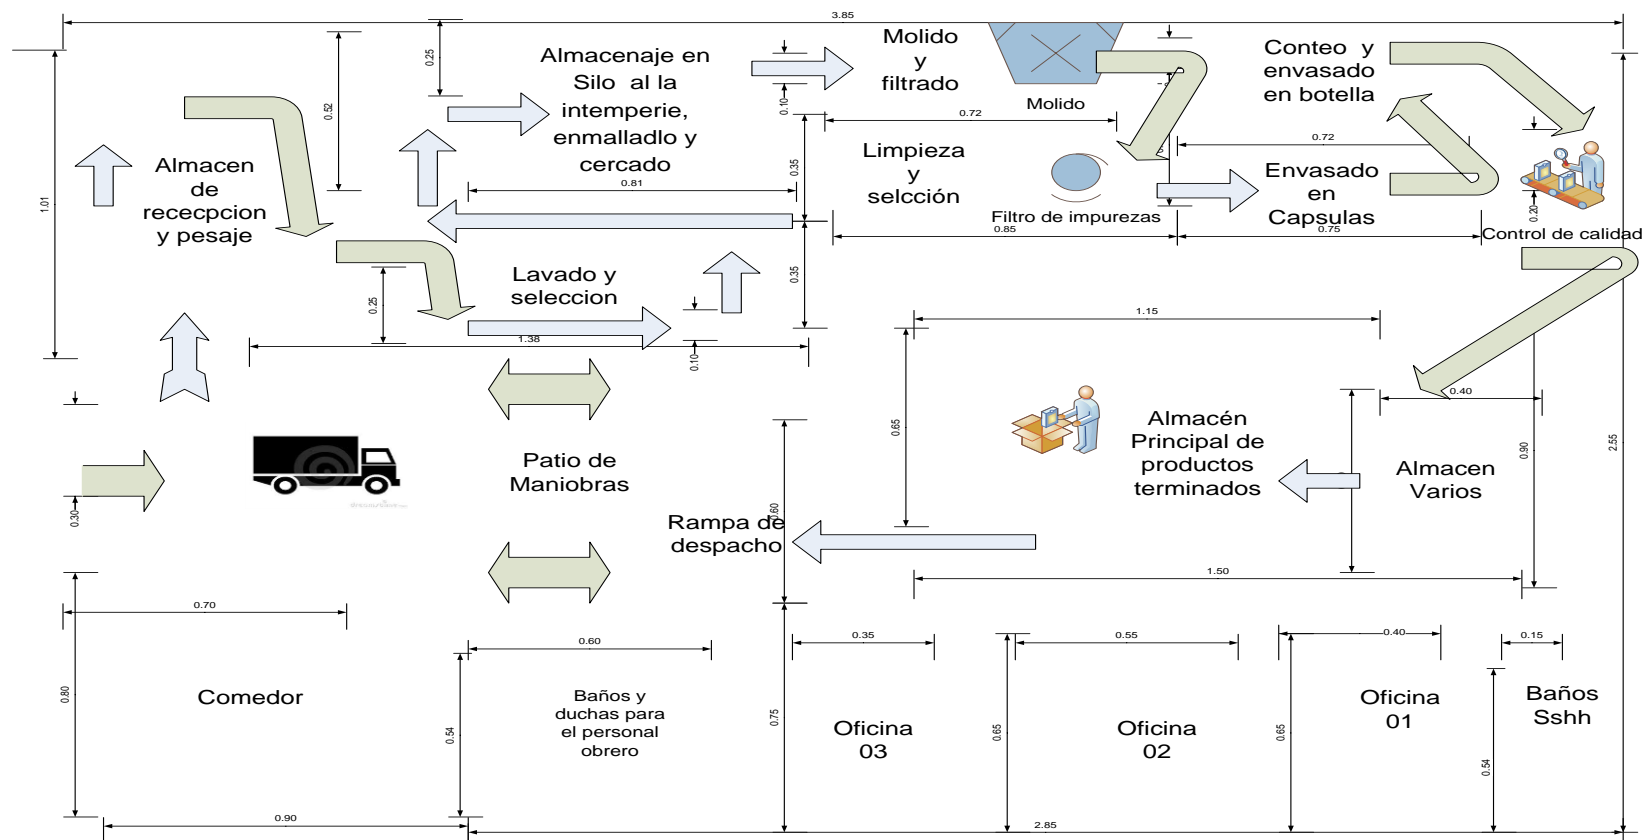 3.85
0.25
0.52
1.01
Almacen
de
rececpcion
y pesaje
Almacenaje en
Silo al la
intemperie,
enmalladlo y
cercado
0.81
0.10
0.35
Molido
y
filtrado
Molido
0.72
Limpieza
y
selcción
Filtro de impurezas
0.85
Conteo y
envasado
en botella
0.72
Envasado
en
Capsulas
0.75
0.20
Control de calidad
Lavado y
seleccion
0.25
0.35
0.10
1.38
1.15
0.65
0.40
0.90
2.55
0.30
Patio de
Maniobras
Rampa de
despacho
0.60
Almacén
Principal de
productos
terminados
Almacen
Varios
1.50
0.70
0.80
Comedor
0.90
0.60
0.54
Baños y
duchas para
el personal
obrero
0.75
0.35
Oficina
03
0.65
0.55
Oficina
02
0.65
0.40
Oficina
01
0.15
0.54
Baños
Sshh
2.85